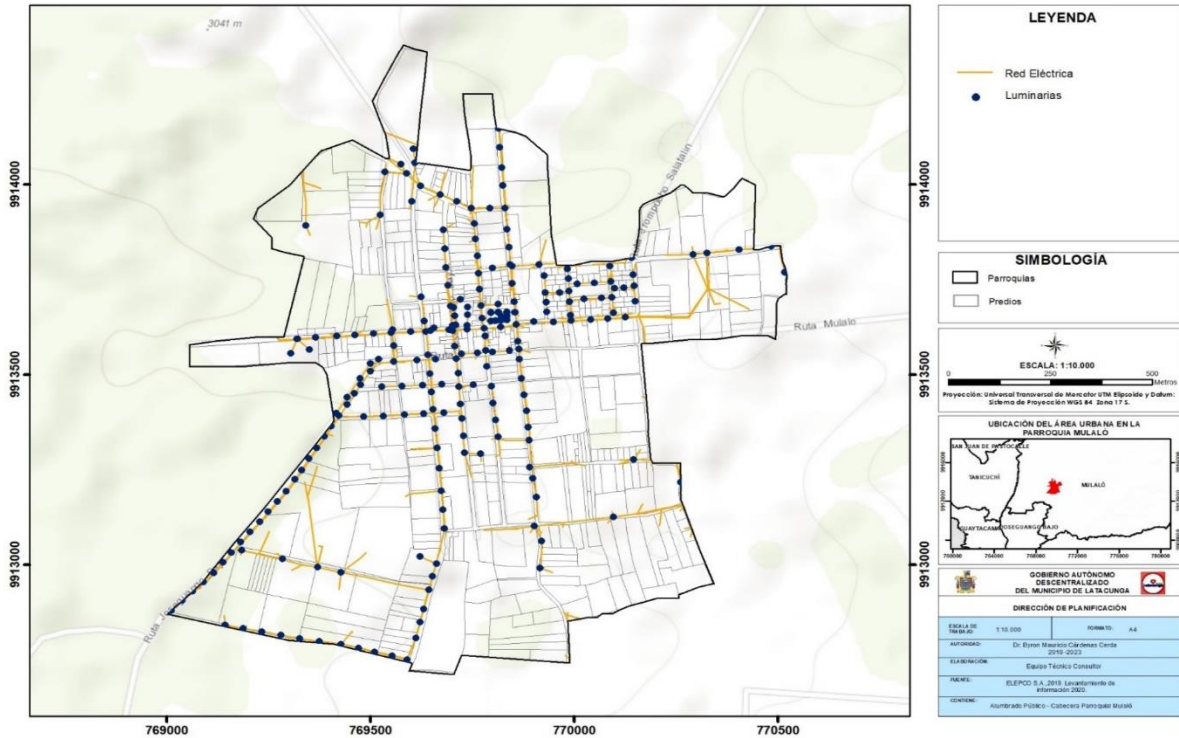 3041 m
Ruta Mulalo
9914000
9913500
9913000
9914000
9913500
9913000
769000
769500
770000
770500
LEYENDA
Red Eléctrica
Luminarias
SIMBOLOGÍA
Parroquias
Predios
ESCALA: 1:10.000
0 250 500
Metros
Proyección: Universal Transversal de Mercator UTM Elipsoide y Datum:
Sistema de Proyección WGS 84 Zona 17 S.
UBICACIÓN DEL ÁREA URBANA EN LA
PARROQUIA MULALÓ
TANICUCHÍ
MULALÓ
GOBIERNO AUTÓNOMO
DESCENTRALIZADO
DEL MUNICIPIO DE LATACUNGA
DIRECCIÓN DE PLANIFICACIÓN
ESCALA DE
TRABAJO: 1:10.000 FORMATO: A4
AUTORIDAD: Dr. Byron Mauricio Cárdenas Cerda
2019 -2023
ELABORACIÓN: Equipo Técnico Consultor
FUENTE: ELEPCO S.A.,2019. Levantamiento de
información 2020.
CONTIENE: Alumbrado Público - Cabecera Parroquial Mulaló